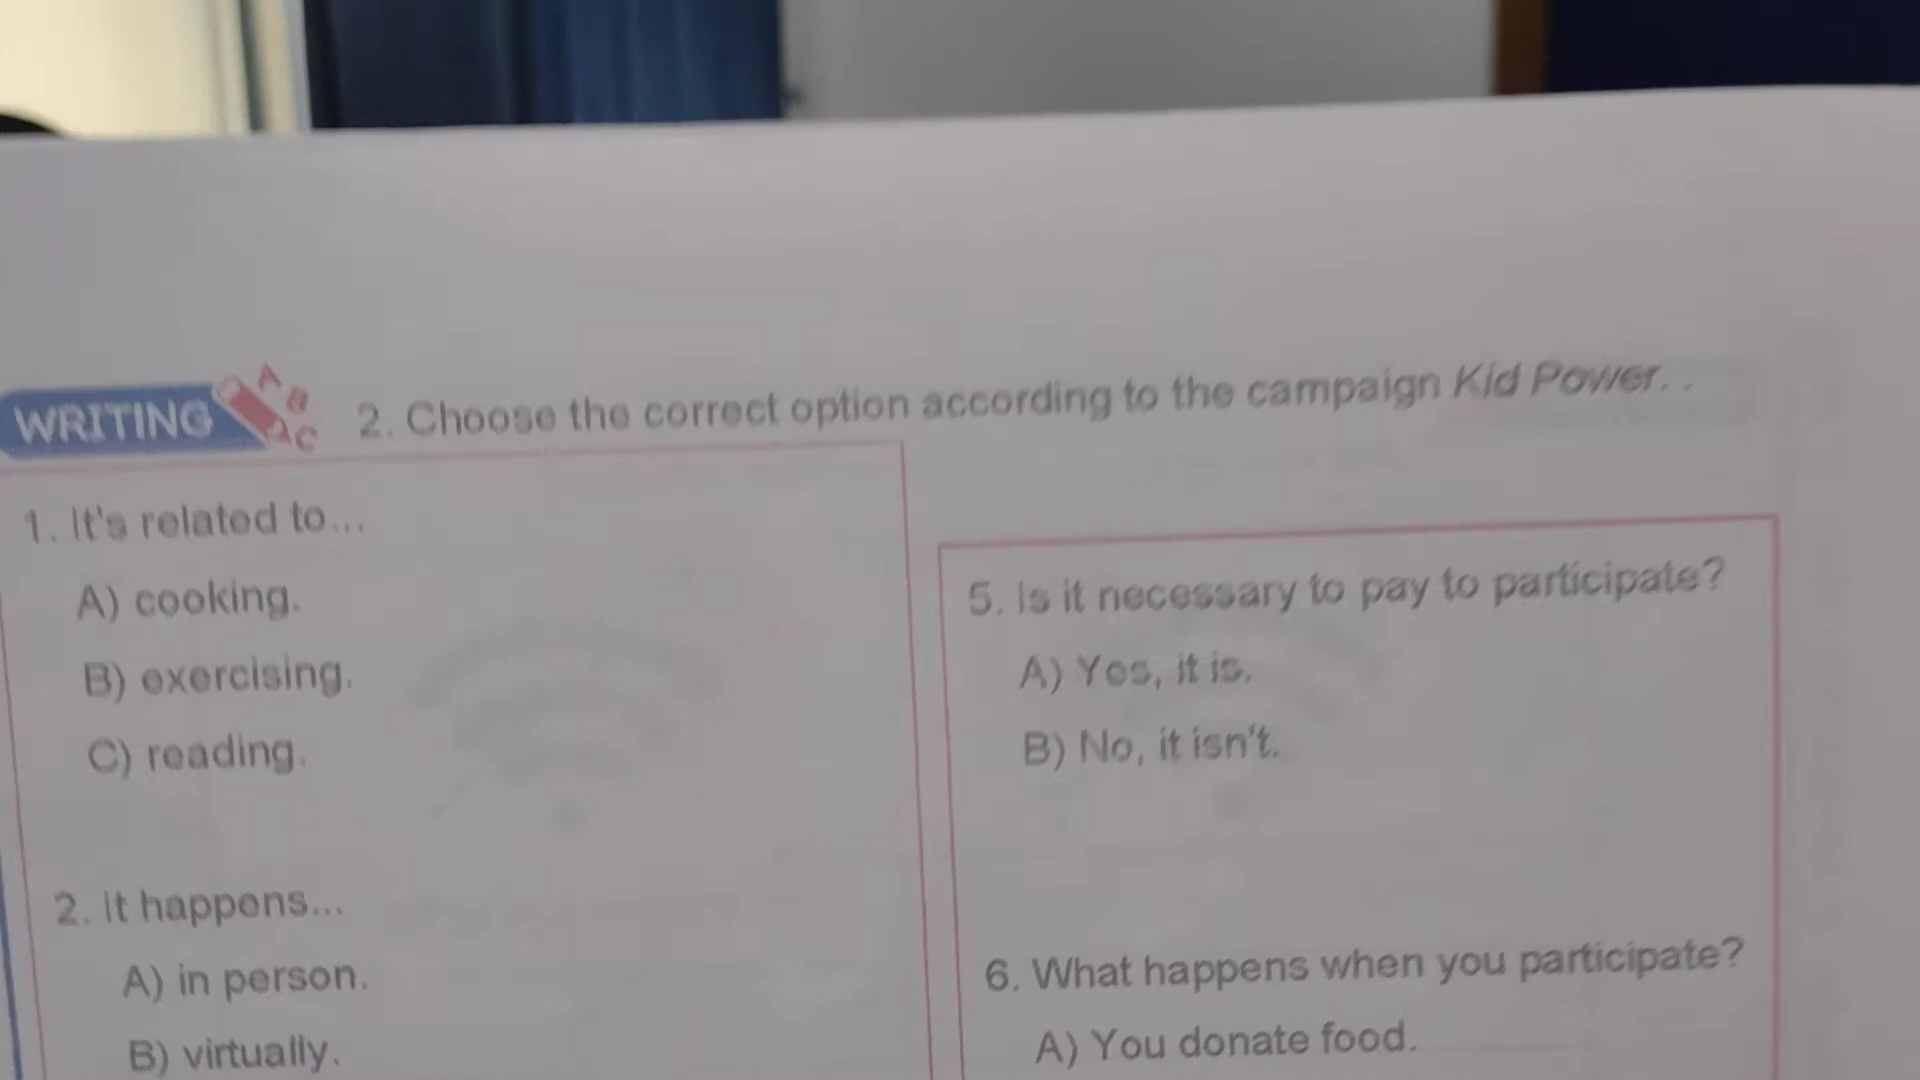 WRITING
A B C
2. Choose the correct option according to the campaign Kid Power. .
1. It's related to...
A) cooking.
B) exercising.
C) reading.
2. It happens...
A) in person.
B) virtually.
5. Is it necessary to pay to participate?
A) Yes, it is.
B) No, it isn't.
6. What happens when you participate?
A) You donate food.